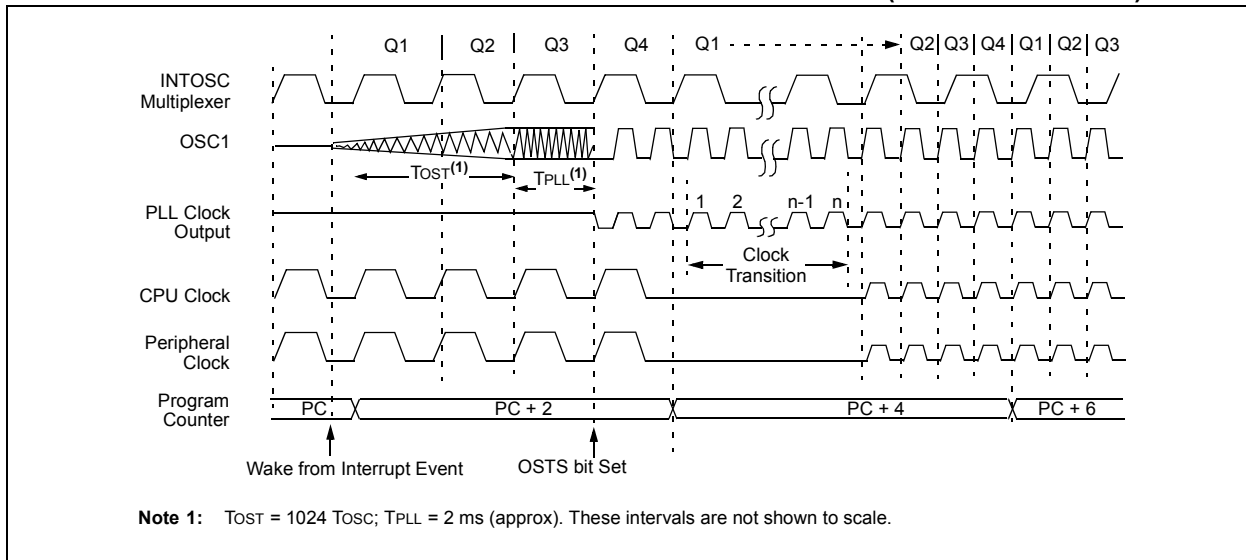 Q1 Q2 Q3 Q4 Q1 Q2 Q3 Q4 Q1 Q2 Q3
INTOSC
Multiplexer
OSC1
TOST(1) TPLL(1)
1 2 n-1 n
PLL Clock
Output
Clock
Transition
CPU Clock
Peripheral
Clock
Program
Counter
PC PC + 2 PC + 4 PC + 6
Wake from Interrupt Event OSTS bit Set
Note 1: TOST = 1024 TOSC; TPLL = 2 ms (approx). These intervals are not shown to scale.